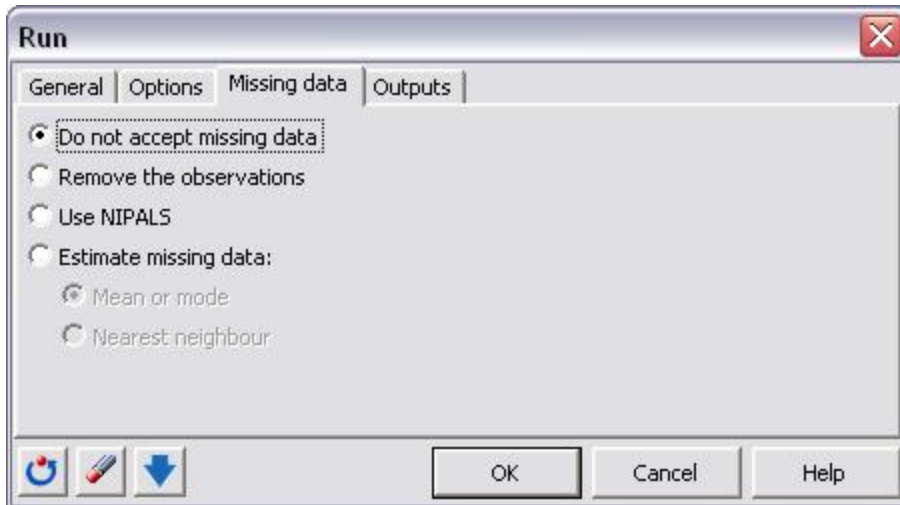 Run
General Options Missing data Outputs
Do not accept missing data
Remove the observations
Use NIPALS
Estimate missing data:
Mean or mode
Nearest neighbour
OK Cancel Help